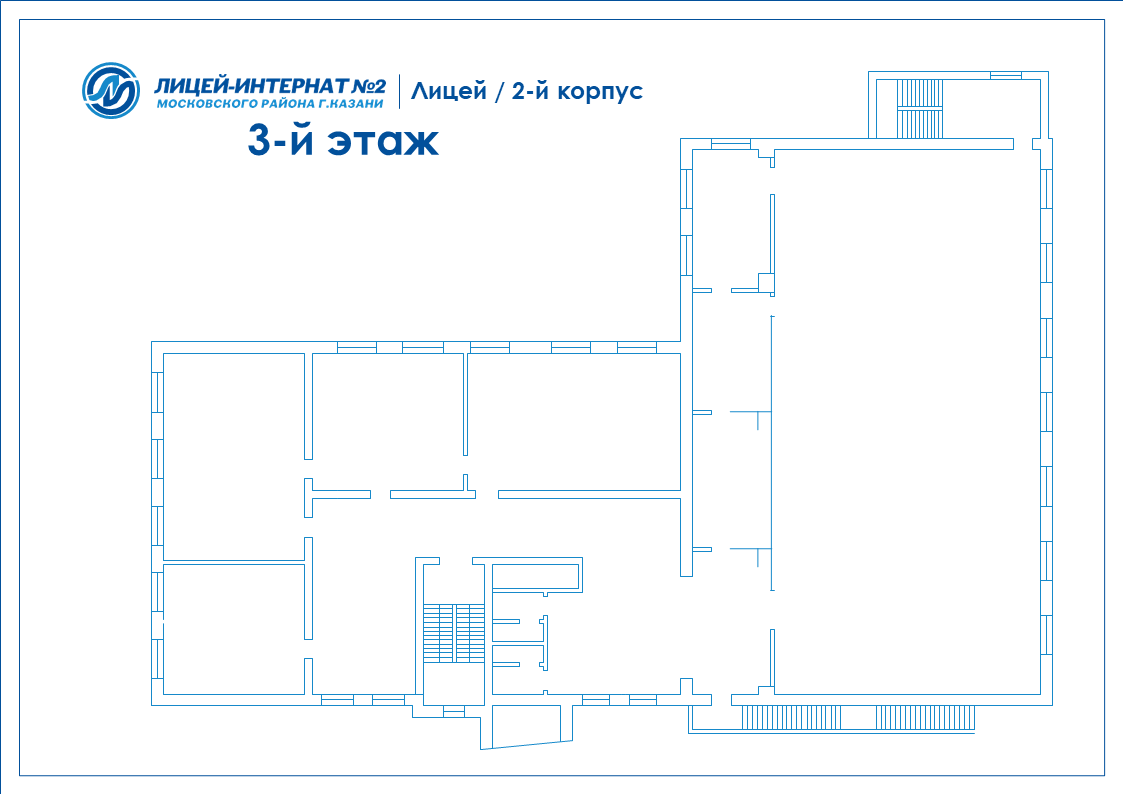 ЛИЦЕЙ-ИНТЕРНАТ №2
МОСКОВСКОГО РАЙОНА Г.КАЗАНИ
Лицей / 2-й корпус
3-й этаж